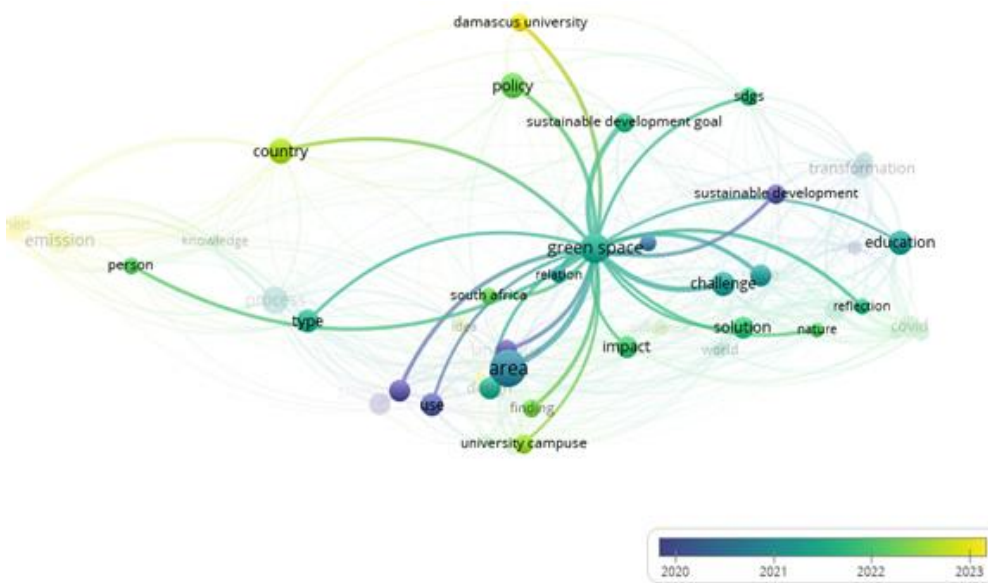 damascus university
policy
sdgs
sustainable development goal
country
transformation
sustainable development
emission
knowledge
green space
education
person
relation
challenge
process
south africa
reflection
type
solution
nature
covid
impact
world
area
use
finding
university campuse
2020
2021
2022
2023